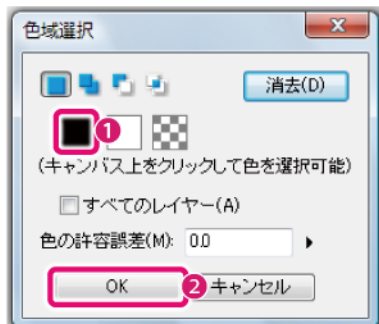 色域選択
消去(D)
1
(キャンバス上をクリックして色を選択可能)
すべてのレイヤー(A)
色の許容誤差(M): 0.0
OK 2 キャンセル